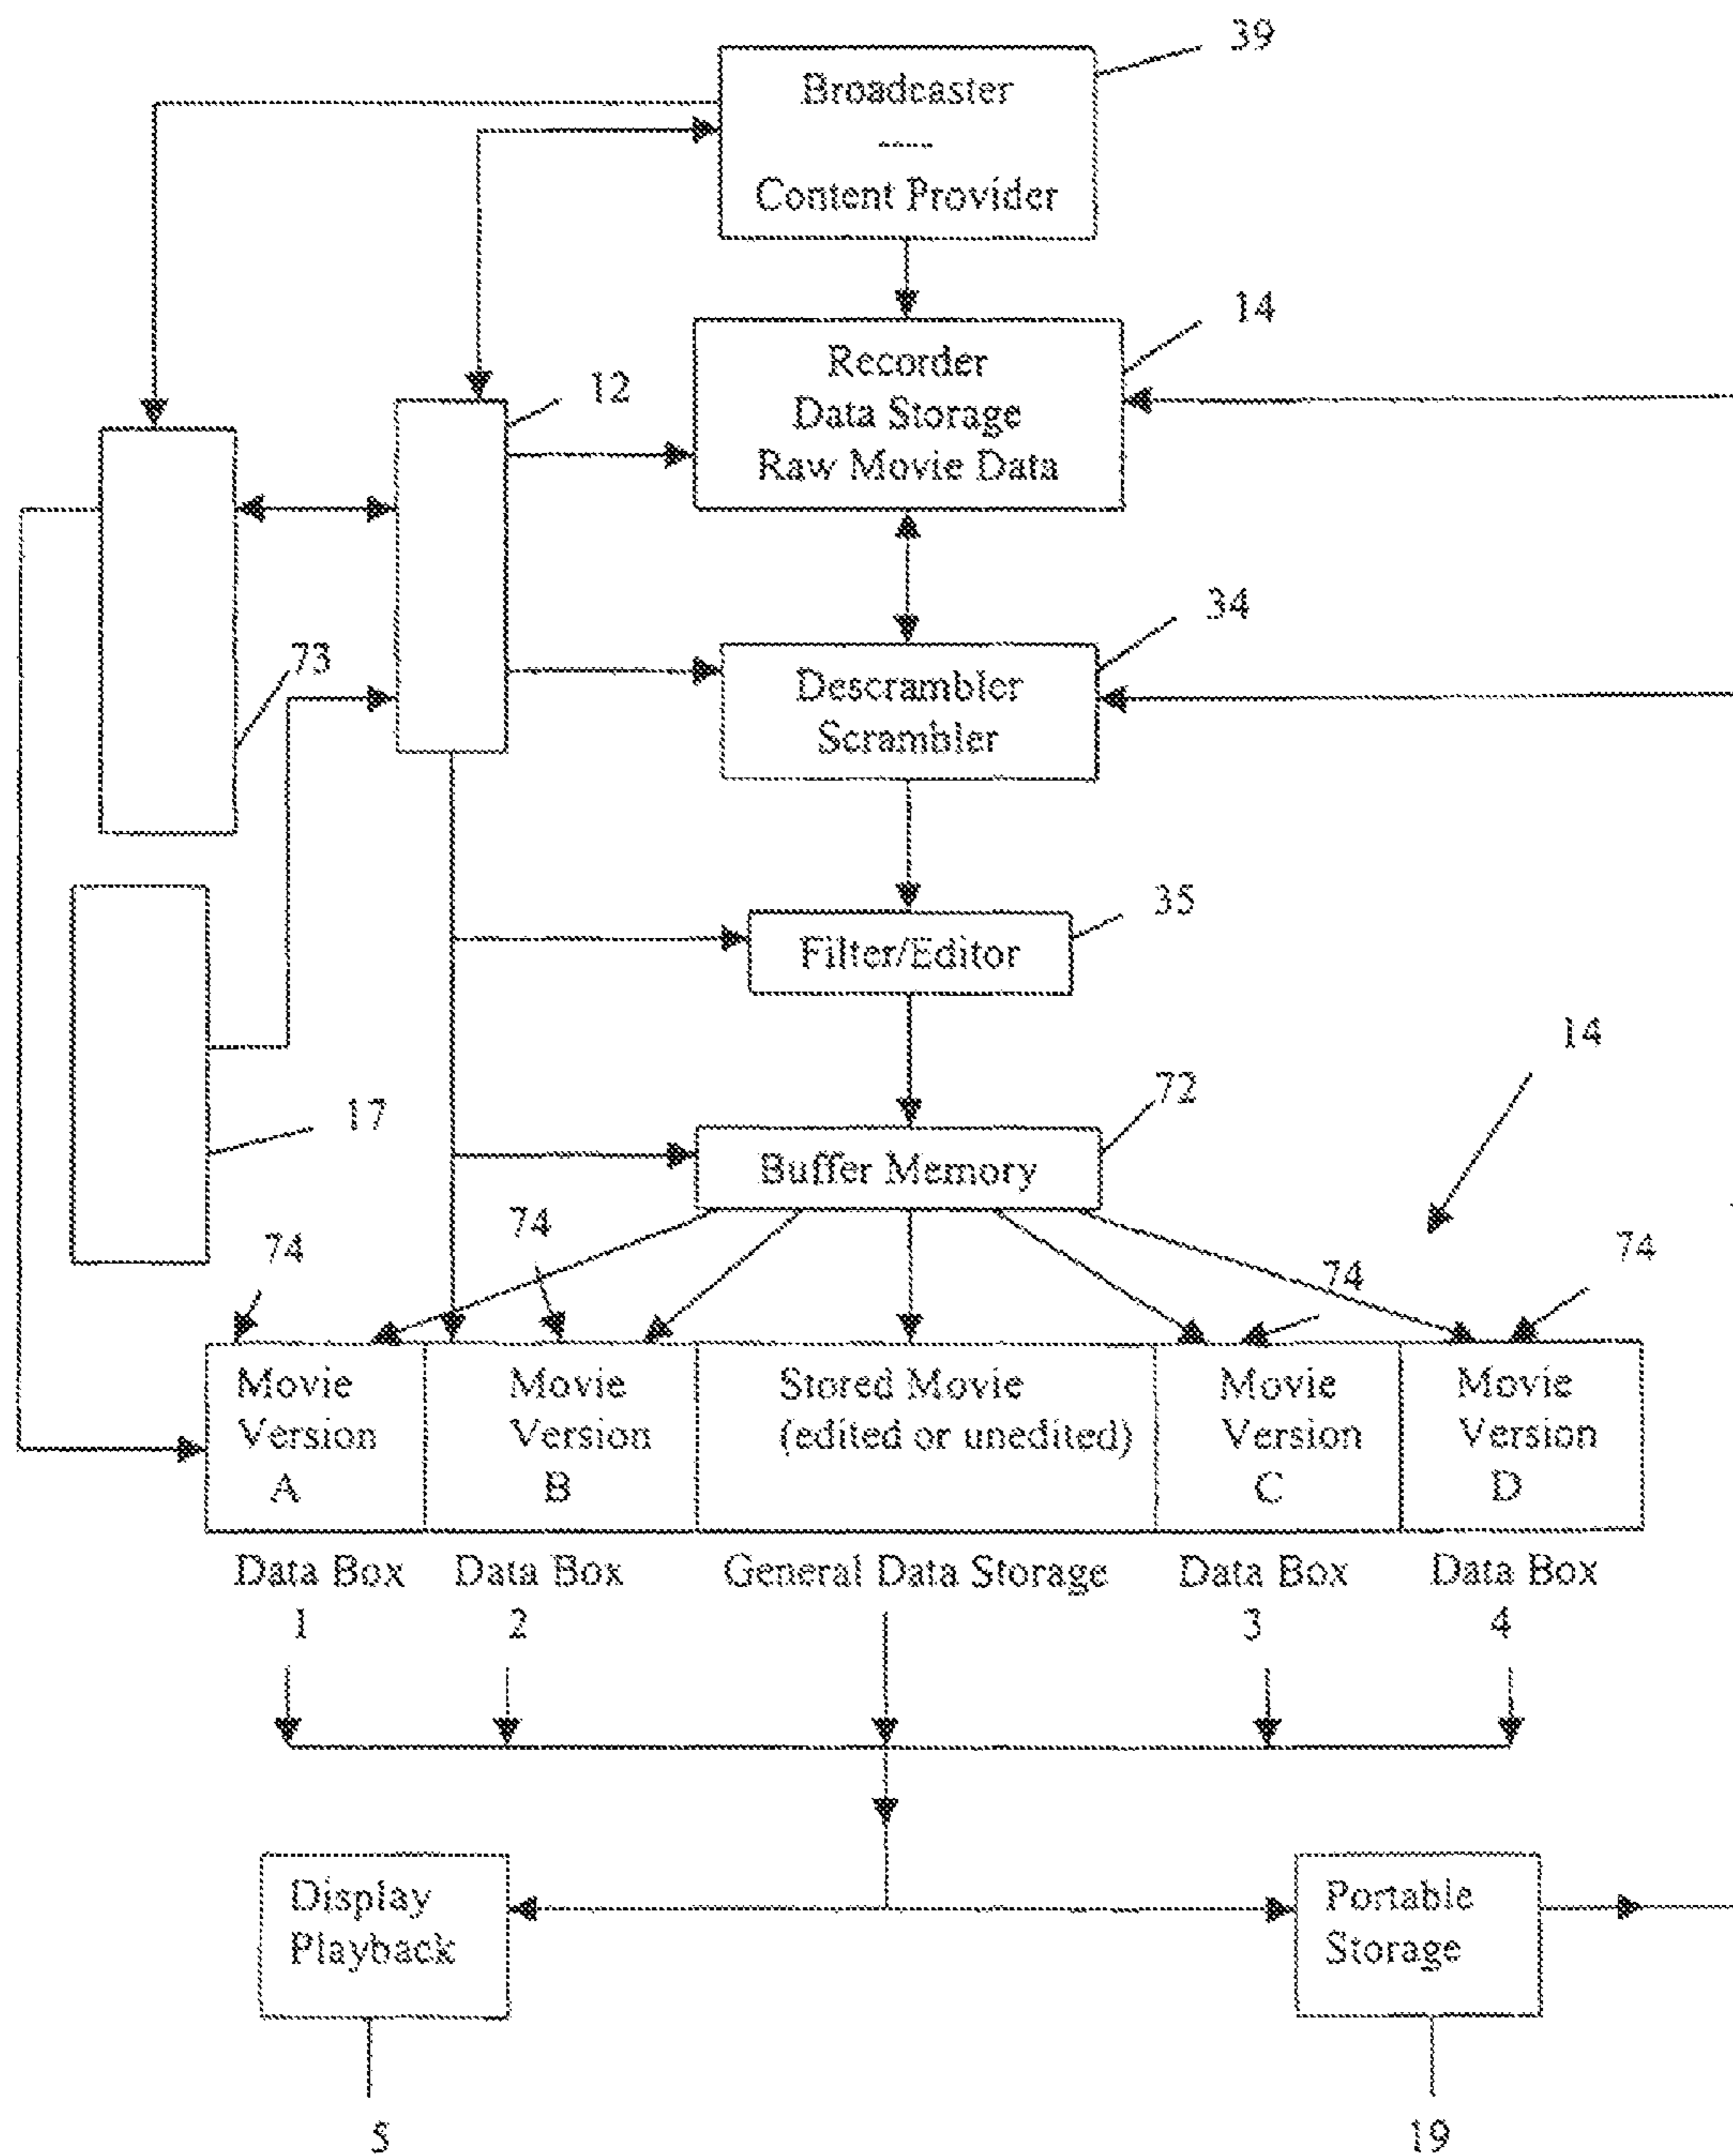 39
Broadcaster
----
Content Provider
14
Recorder
Data Storage
Raw Movie Data
12
34
Descrambler
Scrambler
73
35
Filter/Editor
14
72
Buffer Memory
17
74
74
74
74
Movie
Version
A
Movie
Version
B
Stored Movie
(edited or unedited)
Movie
Version
C
Movie
Version
D
Data Box
1
Data Box
2
General Data Storage
Data Box
3
Data Box
4
Display
Playback
Portable
Storage
5
19